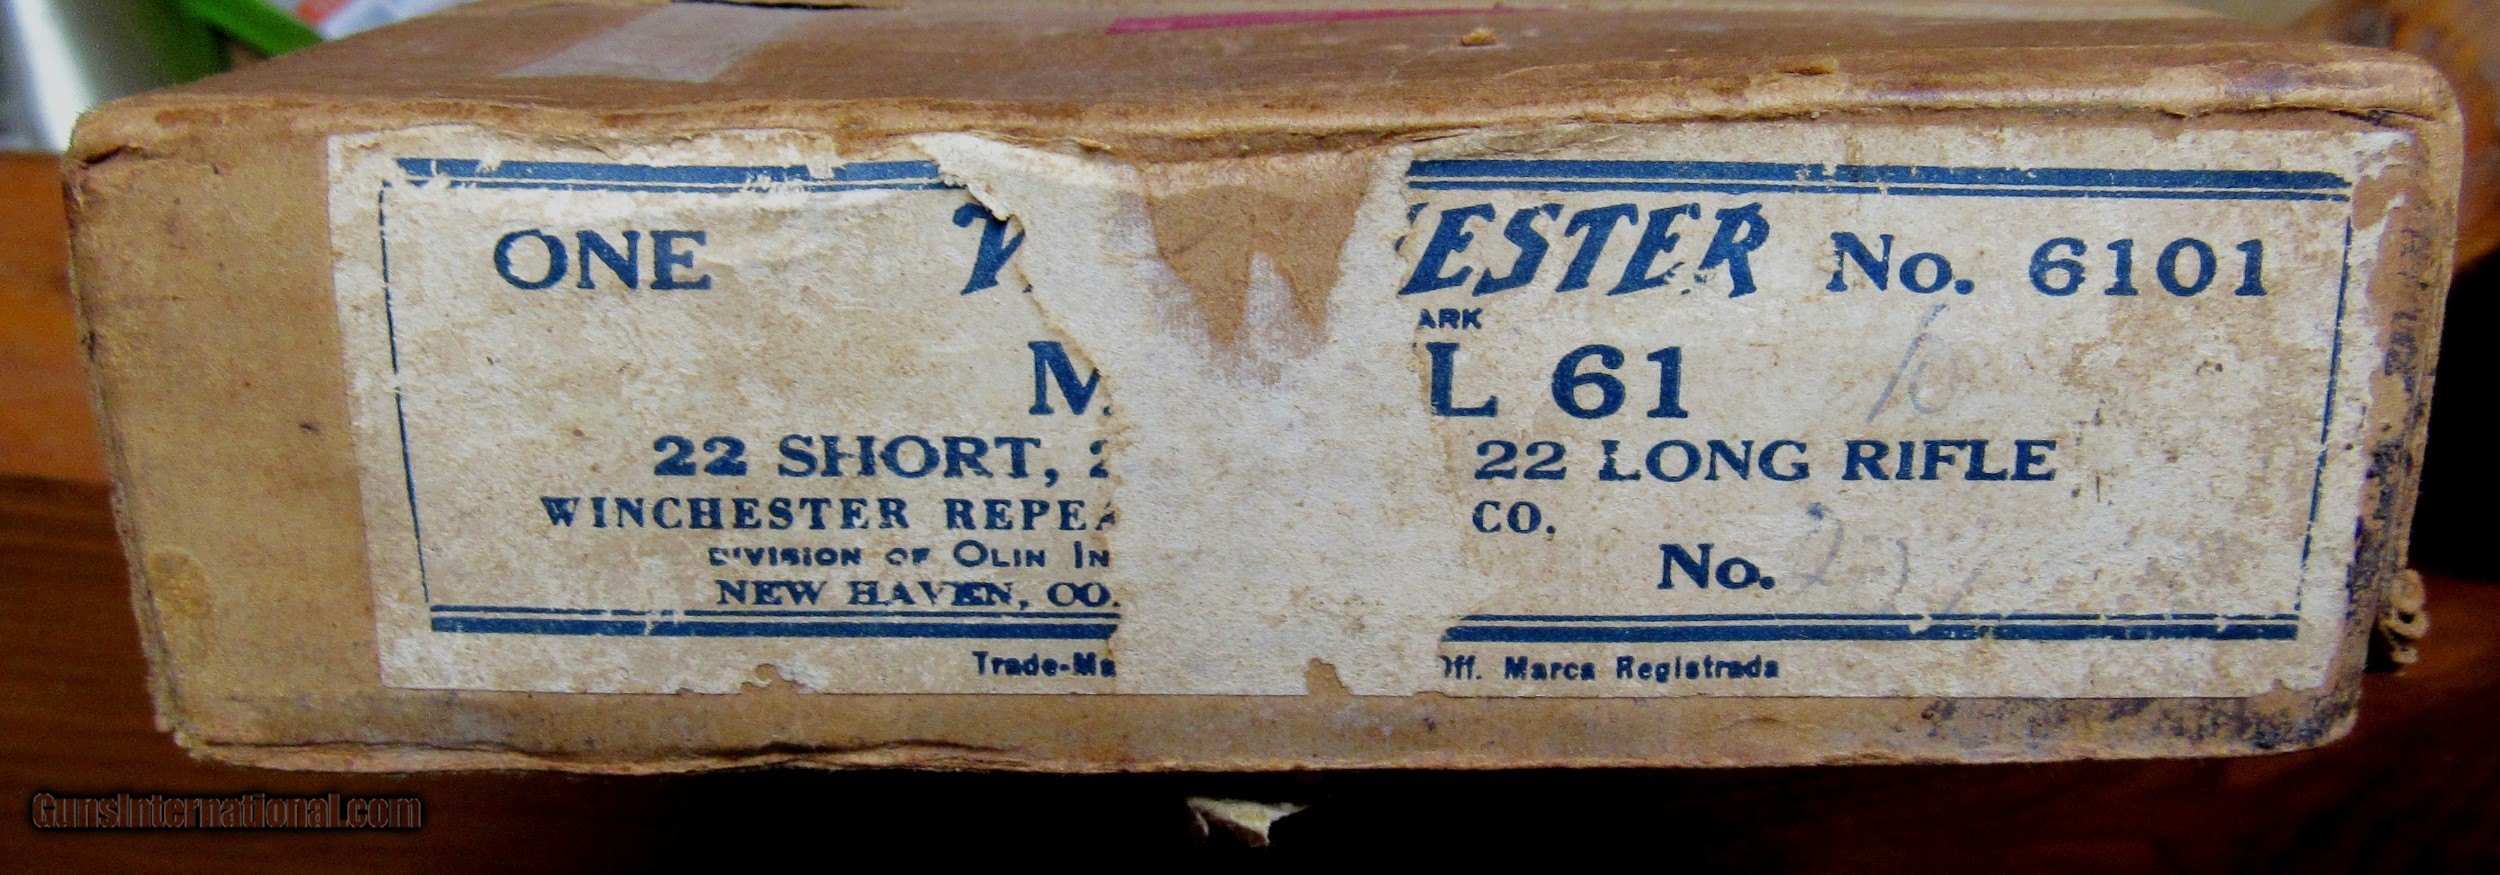 ONE W ESTER No. 6101
ARK
M L 61
22 SHORT, 2 22 LONG RIFLE
WINCHESTER REPEA CO.
DIVISION OF OLIN IN
No.
NEW HAVEN, CO
Trade-Ma Off. Marca Registrada
GunsInternational.com